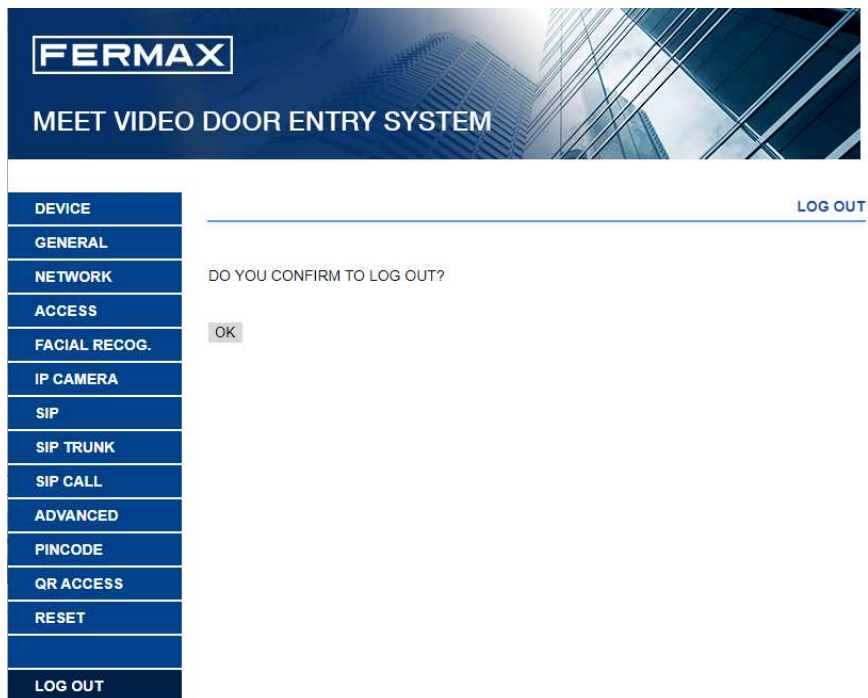 FERMAX
MEET VIDEO DOOR ENTRY SYSTEM
DEVICE
GENERAL
NETWORK
ACCESS
FACIAL RECOG.
IP CAMERA
SIP
SIP TRUNK
SIP CALL
ADVANCED
PINCODE
QR ACCESS
RESET
LOG OUT
LOG OUT
DO YOU CONFIRM TO LOG OUT?
OK